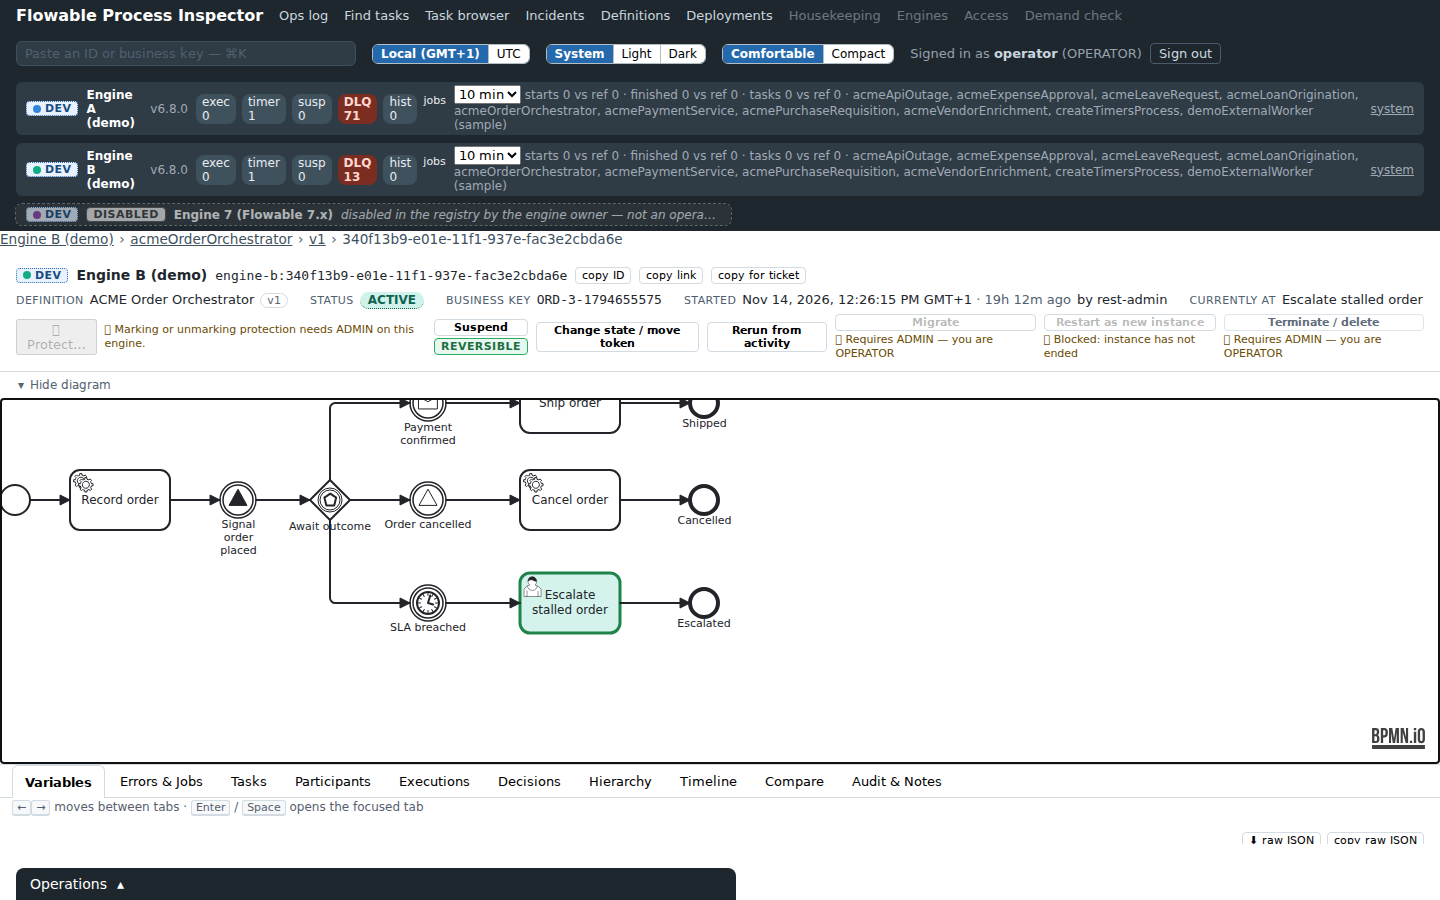 Flowable Process Inspector Ops log Find tasks Task browser Incidents Definitions Deployments Housekeeping Engines Access Demand check
Paste an ID or business key — ⌘K Local (GMT+1) UTC System Light Dark Comfortable Compact Signed in as operator (OPERATOR) Sign out
DEV Engine A (demo) v6.8.0 exec 0 timer 1 susp 0 DLQ 71 hist 0 jobs 10 min starts 0 vs ref 0 · finished 0 vs ref 0 · tasks 0 vs ref 0 · acmeApiOutage, acmeExpenseApproval, acmeLeaveRequest, acmeLoanOrigination,
acmeOrderOrchestrator, acmePaymentService, acmePurchaseRequisition, acmeVendorEnrichment, createTimersProcess, demoExternalWorker
(sample)
system
DEV Engine B (demo) v6.8.0 exec 0 timer 1 susp 0 DLQ 13 hist 0 jobs 10 min starts 0 vs ref 0 · finished 0 vs ref 0 · tasks 0 vs ref 0 · acmeApiOutage, acmeExpenseApproval, acmeLeaveRequest, acmeLoanOrigination,
acmeOrderOrchestrator, acmePaymentService, acmePurchaseRequisition, acmeVendorEnrichment, createTimersProcess, demoExternalWorker
(sample)
system
DEV DISABLED Engine 7 (Flowable 7.x) disabled in the registry by the engine owner — not an opera...
Engine B (demo) › acmeOrderOrchestrator › v1 › 340f13b9-e01e-11f1-937e-fac3e2cbda6e
DEV Engine B (demo) engine-b:340f13b9-e01e-11f1-937e-fac3e2cbda6e copy ID copy link copy for ticket
DEFINITION ACME Order Orchestrator v1 STATUS ACTIVE BUSINESS KEY ORD-3-1794655575 STARTED Nov 14, 2026, 12:26:15 PM GMT+1 · 19h 12m ago by rest-admin CURRENTLY AT Escalate stalled order
Protect...
Marking or unmarking protection needs ADMIN on this
engine.
Suspend
REVERSIBLE
Change state / move
token
Rerun from
activity
Migrate
Requires ADMIN — you are
OPERATOR
Restart as new instance
Blocked: instance has not
ended
Terminate / delete
Requires ADMIN — you are
OPERATOR
▾ Hide diagram
Payment
confirmed
Ship order
Shipped
Record order
Signal
order
placed
Await outcome
Order cancelled
Cancel order
Cancelled
SLA breached
Escalate
stalled order
Escalated
BPMN.iO
Variables Errors & Jobs Tasks Participants Executions Decisions Hierarchy Timeline Compare Audit & Notes
← → moves between tabs · Enter / Space opens the focused tab
⬇ raw JSON copy raw JSON
Operations ▲